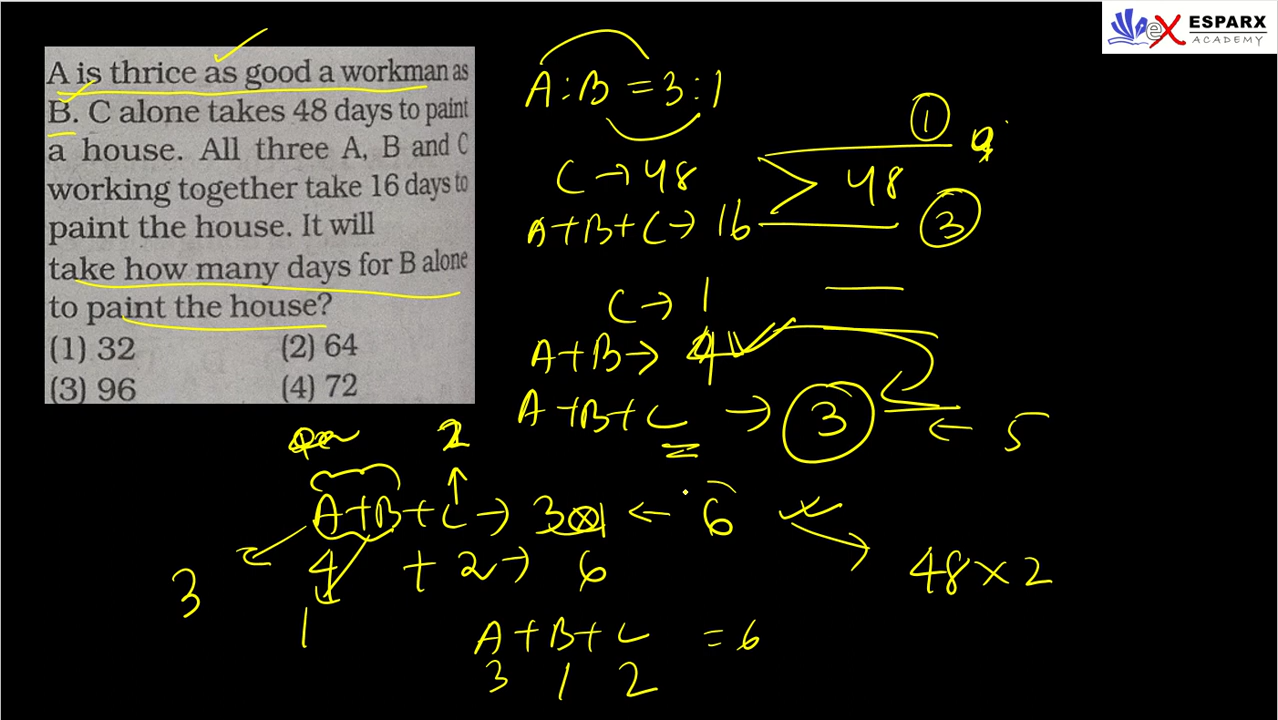 ESPARX
ACADEMY
A is thrice as good a workman as
B. C alone takes 48 days to paint
a house. All three A, B and C
working together take 16 days to
paint the house. It will
take how many days for B alone
to paint the house?
(1) 32 (2) 64
(3) 96 (4) 72
A:B = 3:1
C → 48
A+B+C → 16
48
1
3
C → 1
A+B → 4
A+B+C → 3
← 5
2
A+B+C → 3 ← 6
4 + 2 → 6
3
1
48 × 2
A+B+C = 6
3 1 2